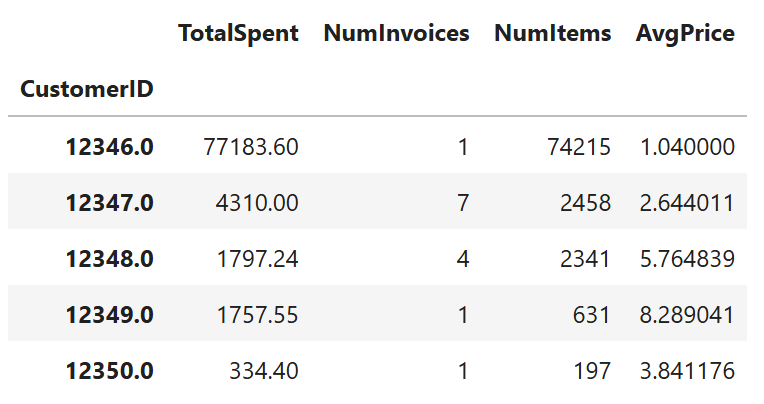 TotalSpent NumInvoices NumItems AvgPrice
CustomerID
12346.0 77183.60 1 74215 1.040000
12347.0 4310.00 7 2458 2.644011
12348.0 1797.24 4 2341 5.764839
12349.0 1757.55 1 631 8.289041
12350.0 334.40 1 197 3.841176